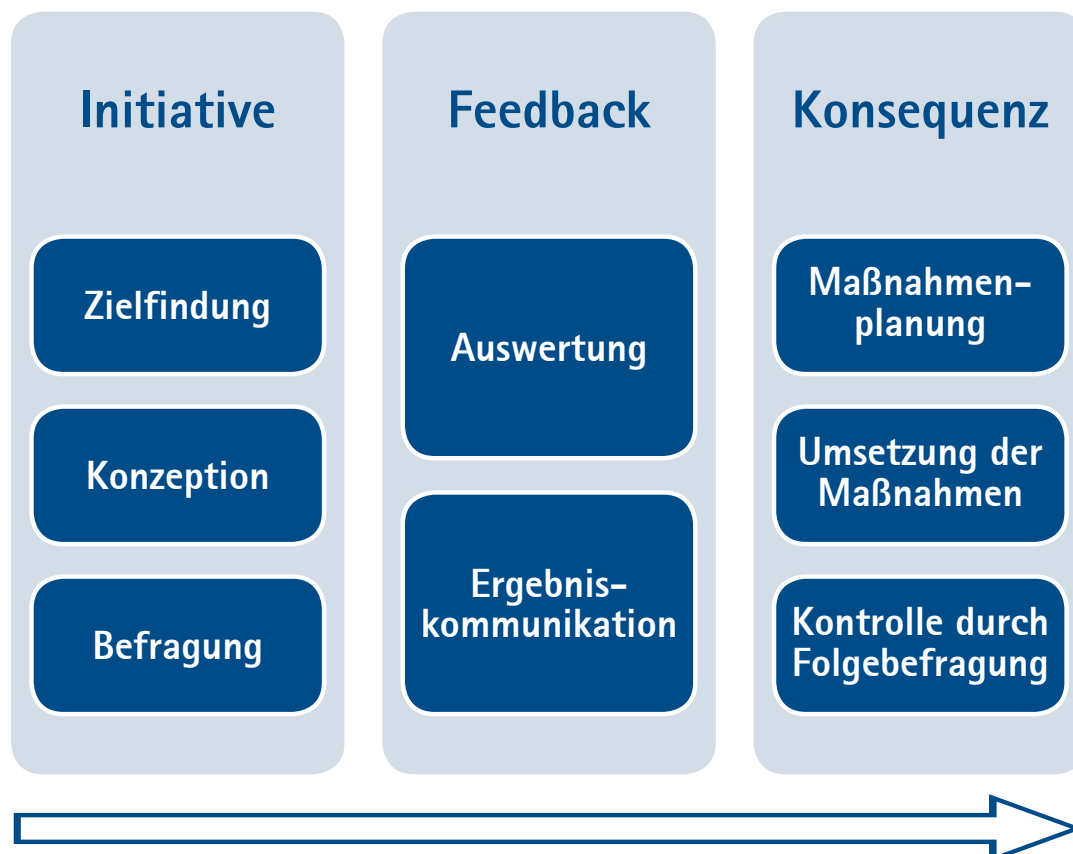 Initiative
Zielfindung
Konzeption
Befragung
Feedback
Auswertung
Ergebnis-
kommunikation
Konsequenz
Maßnahmen-
planung
Umsetzung der
Maßnahmen
Kontrolle durch
Folgebefragung